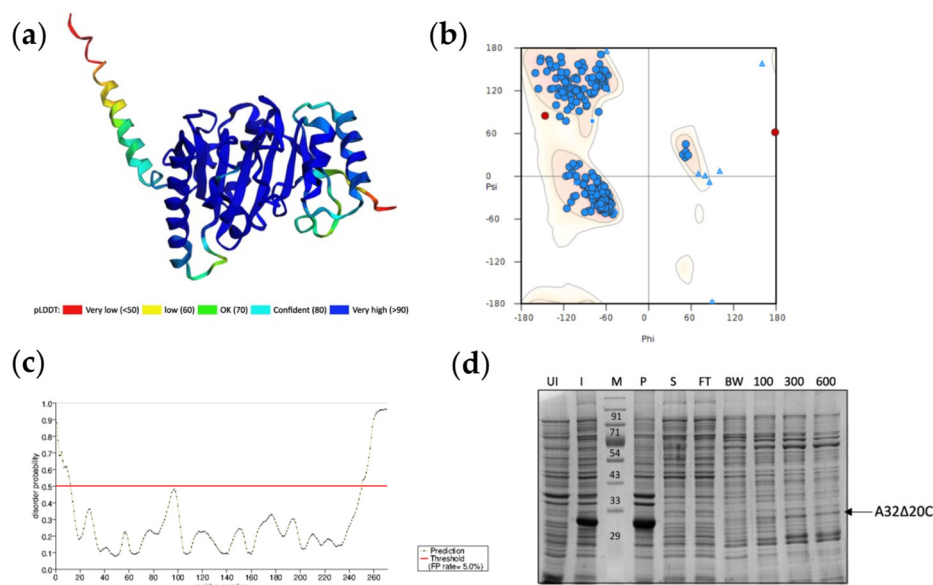 (a)
pLDDT: Very low (<50) low (60) OK (70) Confident (80) Very high (>90)
(b)
180
120
60
0
Psi
-60
-120
-180
-180 -120 -60 0 60 120 180
Phi
(c)
1.0
0.9
0.8
0.7
0.6
0.5
0.4
0.3
0.2
0.1
0.0
disorder probability
0 20 40 60 80 100 120 140 160 180 200 220 240 260
Prediction
Threshold
(FP rate= 5.0%)
(d)
UI I M P S FT BW 100 300 600
91
71
54
43
33
29
A32Δ20C